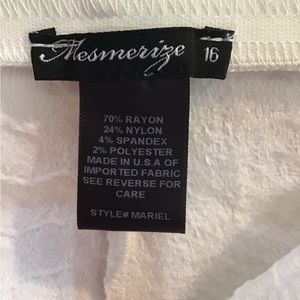 Mesmerize 16
70% RAYON
24% NYLON
4% SPANDEX
2% POLYESTER
MADE IN U.S.A OF
IMPORTED FABRIC
SEE REVERSE FOR
CARE
STYLE# MARIEL